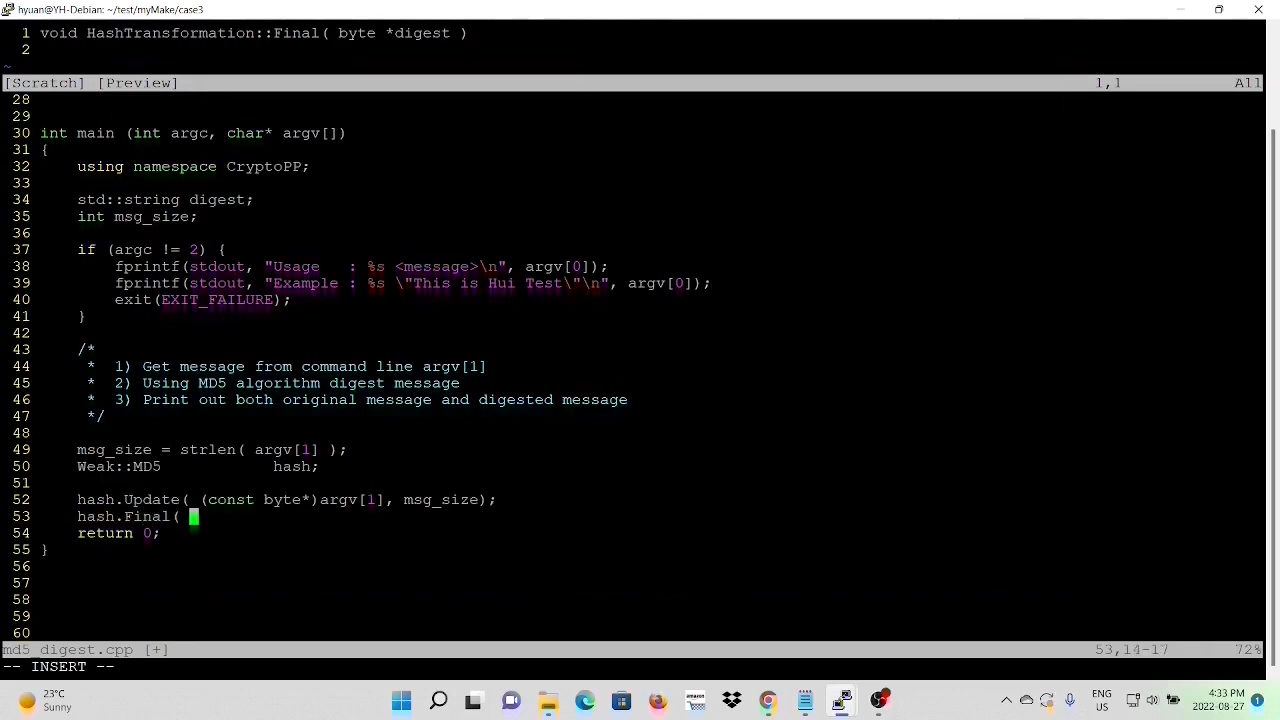 hyuan@YH-Debian: ~/test/myMake/case3
1 void HashTransformation::Final( byte *digest )
2
~
[Scratch] [Preview] 1,1 All
28
29
30 int main (int argc, char* argv[])
31 {
32     using namespace CryptoPP;
33
34     std::string digest;
35     int msg_size;
36
37     if (argc != 2) {
38         fprintf(stdout, "Usage   : %s <message>\n", argv[0]);
39         fprintf(stdout, "Example : %s \"This is Hui Test\"\n", argv[0]);
40         exit(EXIT_FAILURE);
41     }
42
43     /*
44      *  1) Get message from command line argv[1]
45      *  2) Using MD5 algorithm digest message
46      *  3) Print out both original message and digested message
47      */
48
49     msg_size = strlen( argv[1] );
50     Weak::MD5            hash;
51
52     hash.Update( (const byte*)argv[1], msg_size);
53     hash.Final(
54     return 0;
55 }
56
57
58
59
60
md5_digest.cpp [+] 53,14-17 72%
-- INSERT --
23°C
Sunny
amazon
ENG
US
4:33 PM
2022-08-27
1